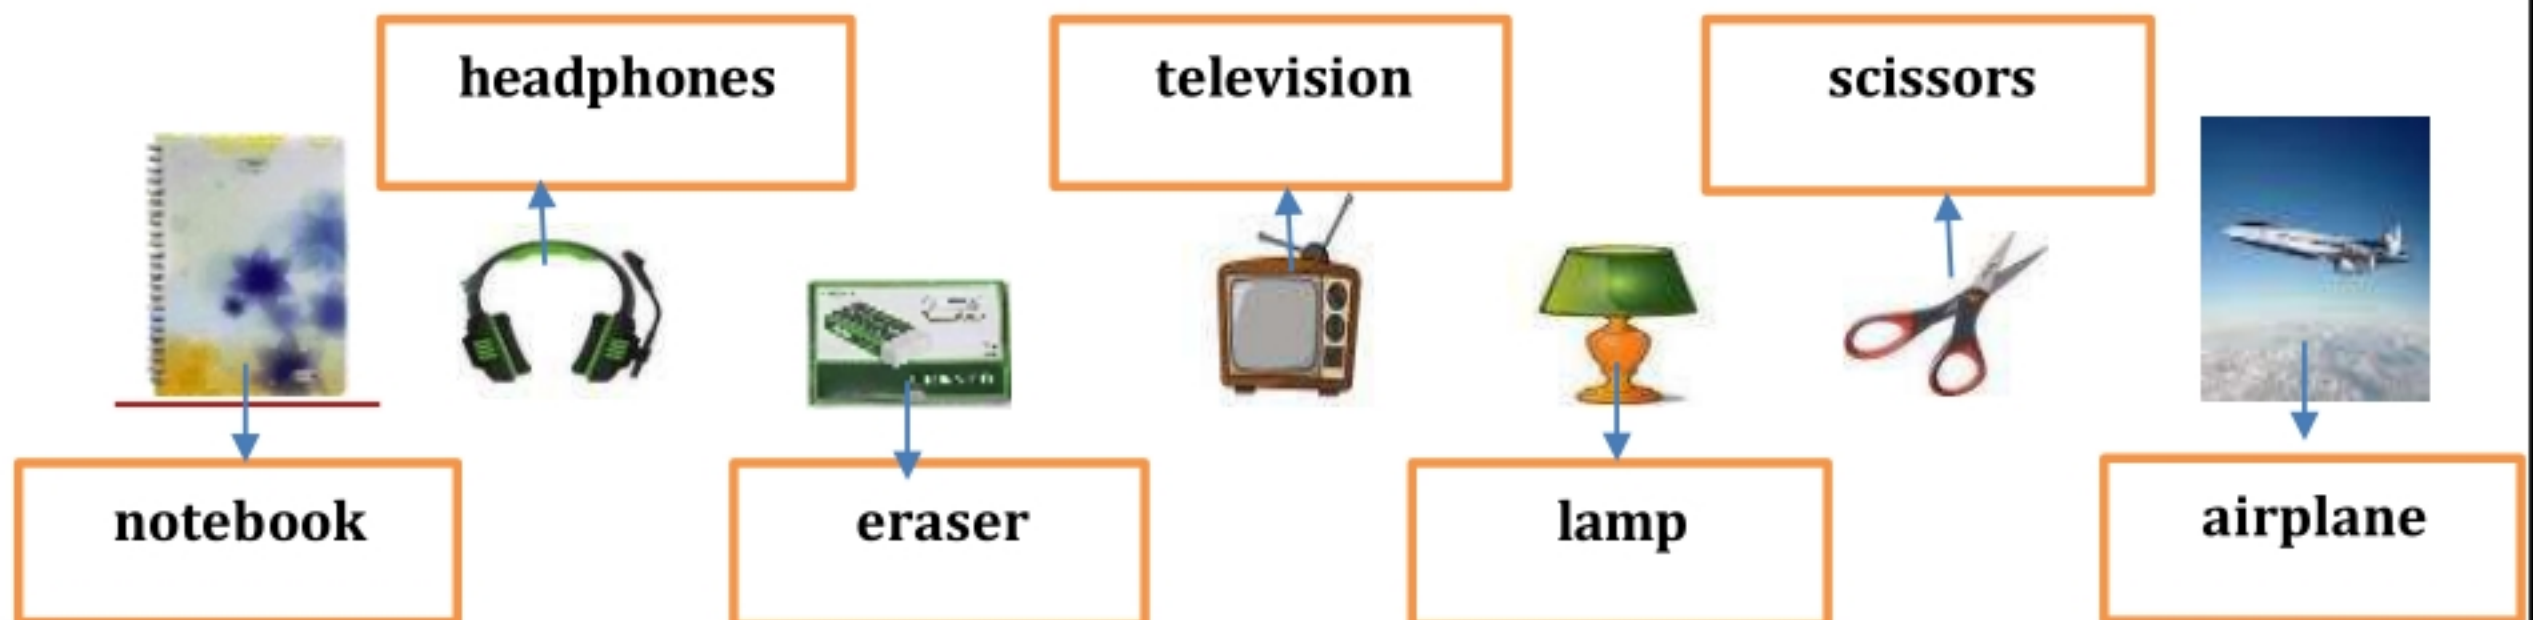 headphones
television
scissors
notebook
eraser
lamp
airplane